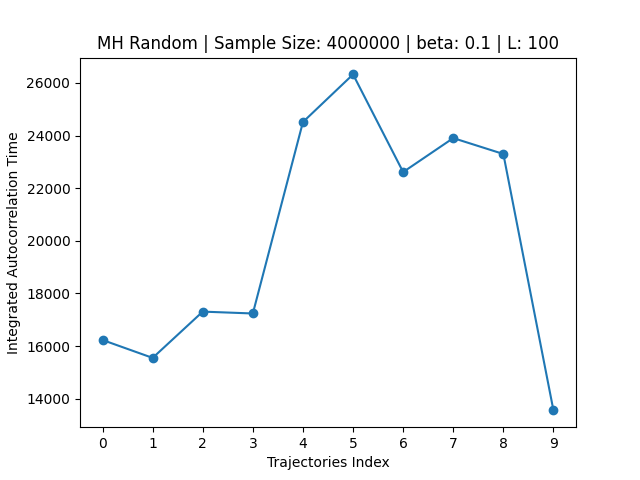 MH Random | Sample Size: 4000000 | beta: 0.1 | L: 100
Integrated Autocorrelation Time
26000
24000
22000
20000
18000
16000
14000
0 1 2 3 4 5 6 7 8 9
Trajectories Index